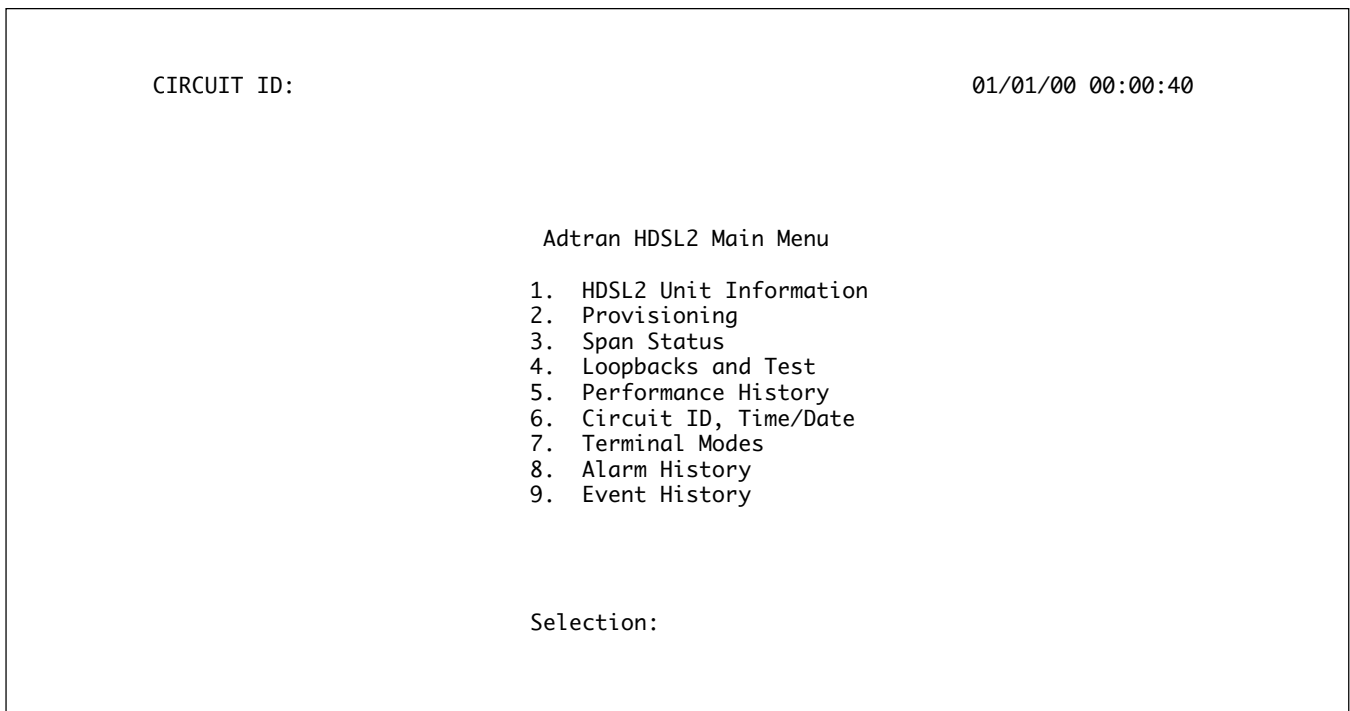 CIRCUIT ID: 01/01/00 00:00:40
Adtran HDSL2 Main Menu
1. HDSL2 Unit Information
2. Provisioning
3. Span Status
4. Loopbacks and Test
5. Performance History
6. Circuit ID, Time/Date
7. Terminal Modes
8. Alarm History
9. Event History
Selection: